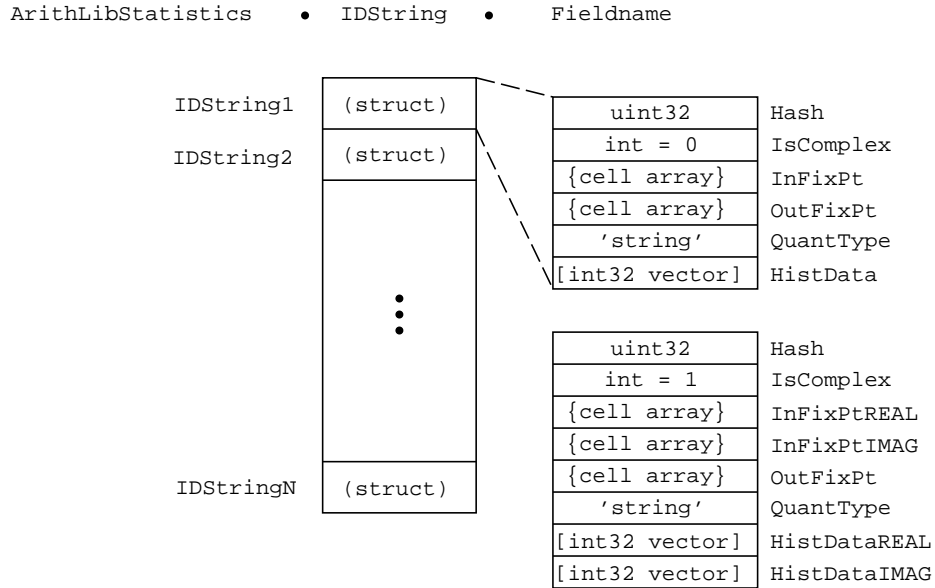 ArithLibStatistics • IDString • Fieldname
IDString1 (struct)
IDString2 (struct)
IDStringN (struct)
uint32 Hash
int = 0 IsComplex
{cell array} InFixPt
{cell array} OutFixPt
′string′ QuantType
[int32 vector] HistData
uint32 Hash
int = 1 IsComplex
{cell array} InFixPtREAL
{cell array} InFixPtIMAG
{cell array} OutFixPt
′string′ QuantType
[int32 vector] HistDataREAL
[int32 vector] HistDataIMAG